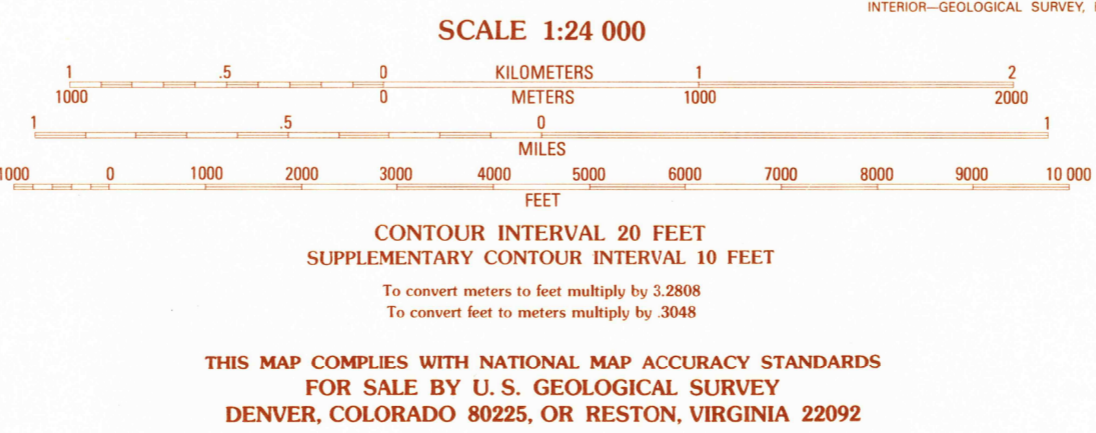 INTERIOR—GEOLOGICAL SURVEY,
SCALE 1:24 000
1 .5 0 KILOMETERS 1 2
1000 0 METERS 1000 2000
1 .5 0 1
MILES
1000 0 1000 2000 3000 4000 5000 6000 7000 8000 9000 10 000
FEET
CONTOUR INTERVAL 20 FEET
SUPPLEMENTARY CONTOUR INTERVAL 10 FEET
To convert meters to feet multiply by 3.2808
To convert feet to meters multiply by .3048
THIS MAP COMPLIES WITH NATIONAL MAP ACCURACY STANDARDS
FOR SALE BY U. S. GEOLOGICAL SURVEY
DENVER, COLORADO 80225, OR RESTON, VIRGINIA 22092